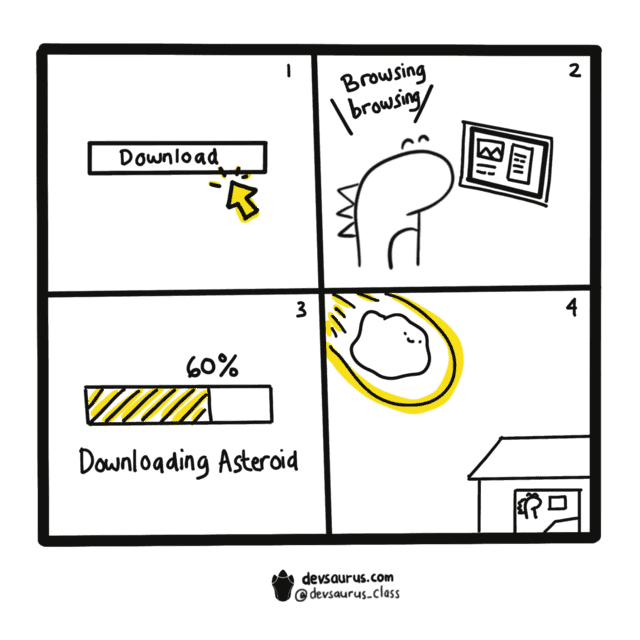 1
Download
2
Browsing
browsing
3
60%
Downloading Asteroid
4
devsaurus.com
@devsaurus_class